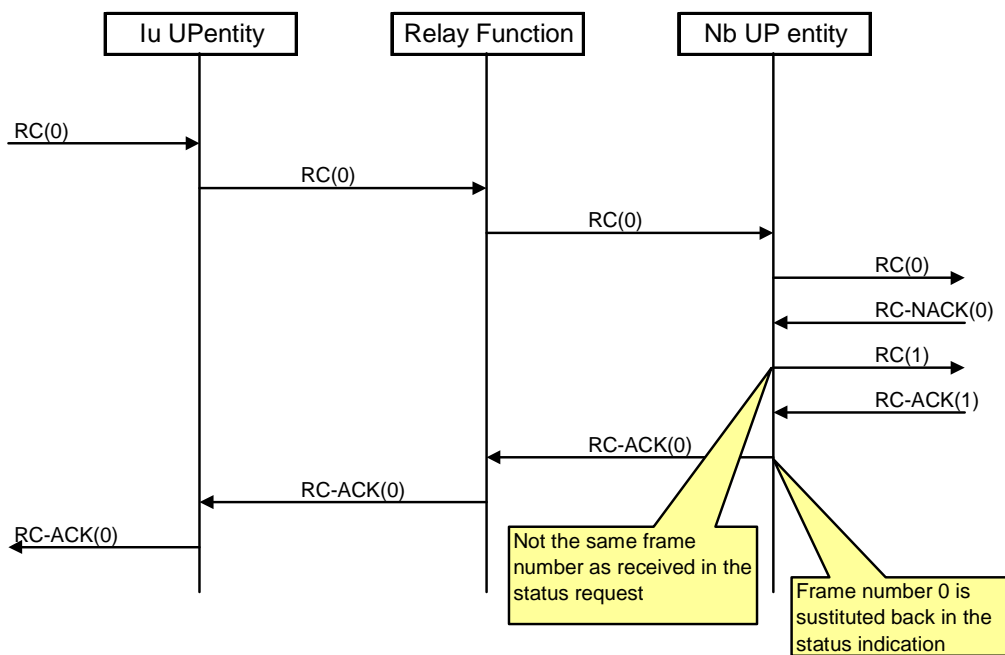 Iu UPentity
Relay Function
Nb UP entity
RC(0)
RC(0)
RC(0)
RC(0)
RC-NACK(0)
RC(1)
RC-ACK(1)
RC-ACK(0)
RC-ACK(0)
RC-ACK(0)
Not the same frame
number as received in the
status request
Frame number 0 is
sustituted back in the
status indication